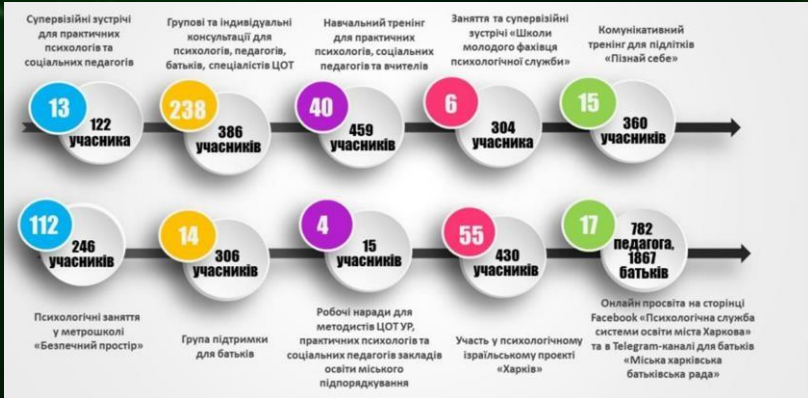 Супервізійні зустрічі
для практичних
психологів та
соціальних педагогів
Групові та індивідуальні
консультації для
психологів, педагогів,
батьків, спеціалістів ЦОТ
Навчальний тренінг
для практичних
психологів, соціальних
педагогів та вчителів
Заняття та супервізійні
зустрічі «Школи
молодого фахівця
психологічної служби»
Комунікативний
тренінг для підлітків
«Пізнай себе»
13
122
учасника
238
386
учасників
40
459
учасників
6
304
учасника
15
360
учасників
112
246
учасників
14
306
учасників
4
15
учасників
55
430
учасників
17
782
педагога,
1867
батьків
Психологічні заняття
у метрошколі
«Безпечний простір»
Група підтримки
для батьків
Робочі наради для
методистів ЦОТ УР,
практичних психологів та
соціальних педагогів закладів
освіти міського
підпорядкування
Участь у психологічному
ізраїльському проєкті
«Харків»
Онлайн просвіта на сторінці
Facebook «Психологічна служба
системи освіти міста Харкова»
та в Telegram-каналі для батьків
«Міська харківська
батьківська рада»